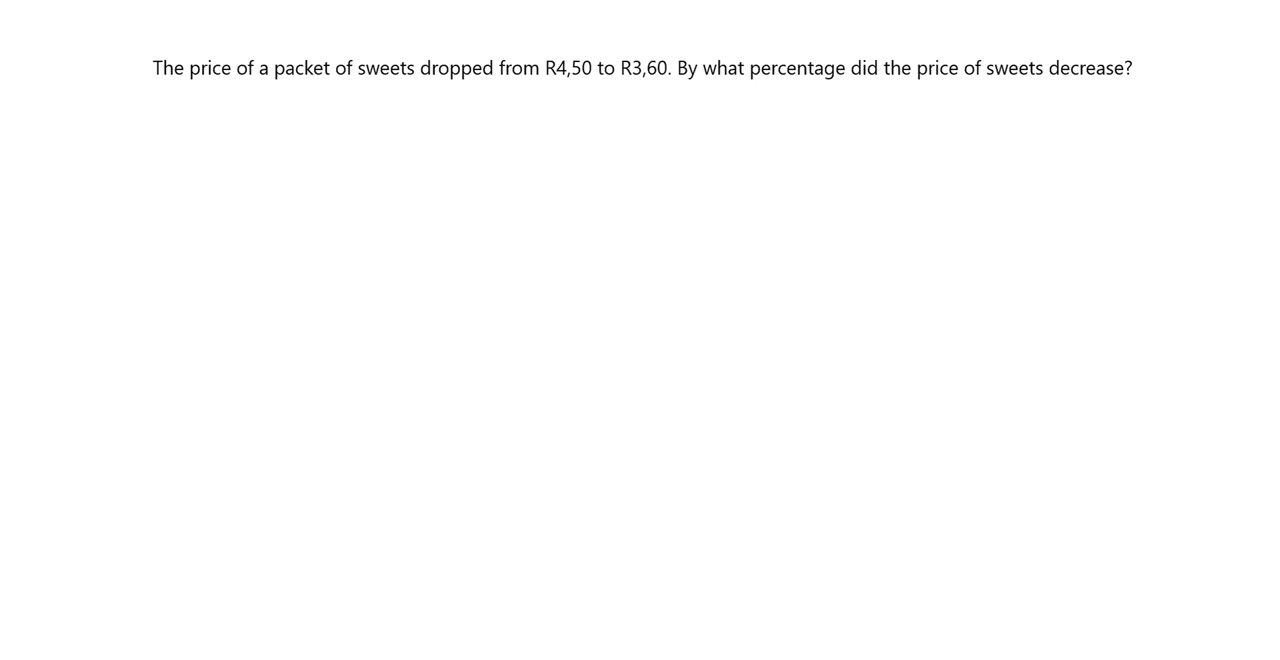 The price of a packet of sweets dropped from R4,50 to R3,60. By what percentage did the price of sweets decrease?